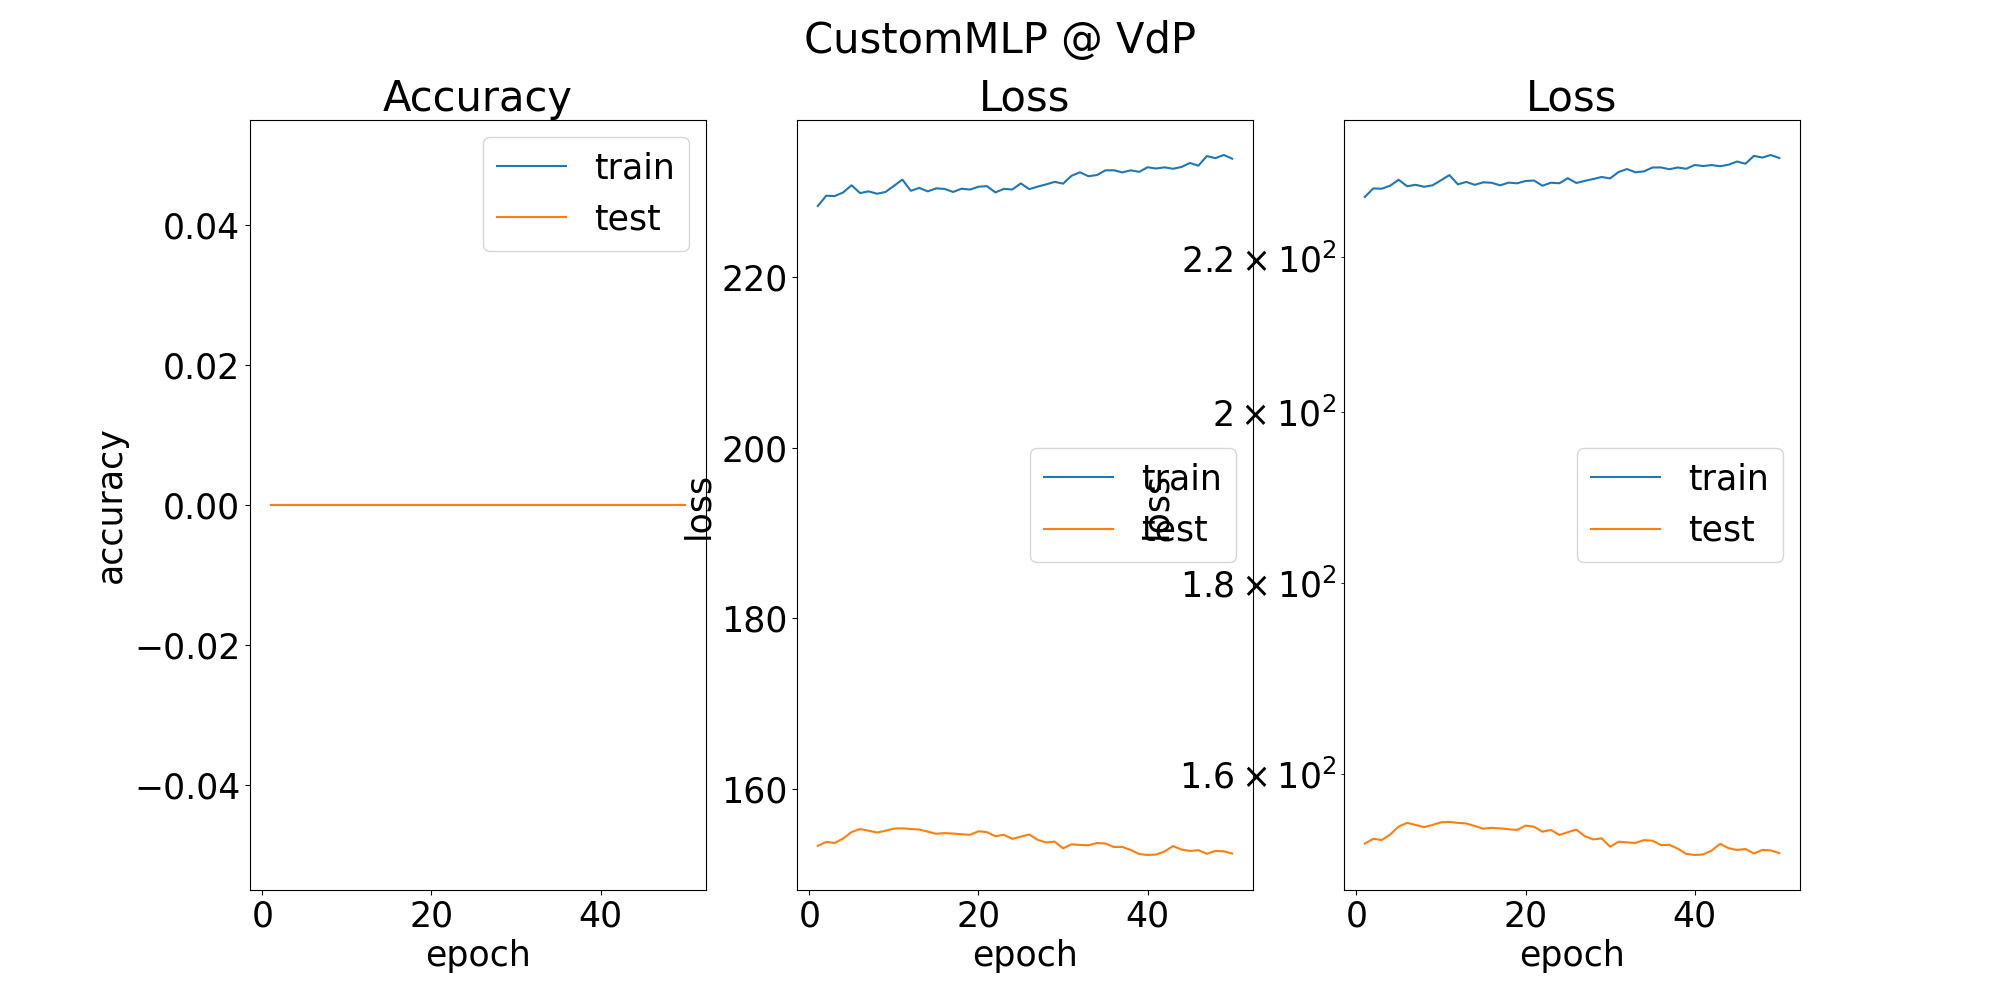 CustomMLP @ VdP
Accuracy
accuracy
0.04
0.02
0.00
−0.02
−0.04
0
20
40
epoch
train
test
Loss
loss
220
200
180
160
0
20
40
epoch
train
test
Loss
loss
2.2 × 10²
2 × 10²
1.8 × 10²
1.6 × 10²
0
20
40
epoch
train
test